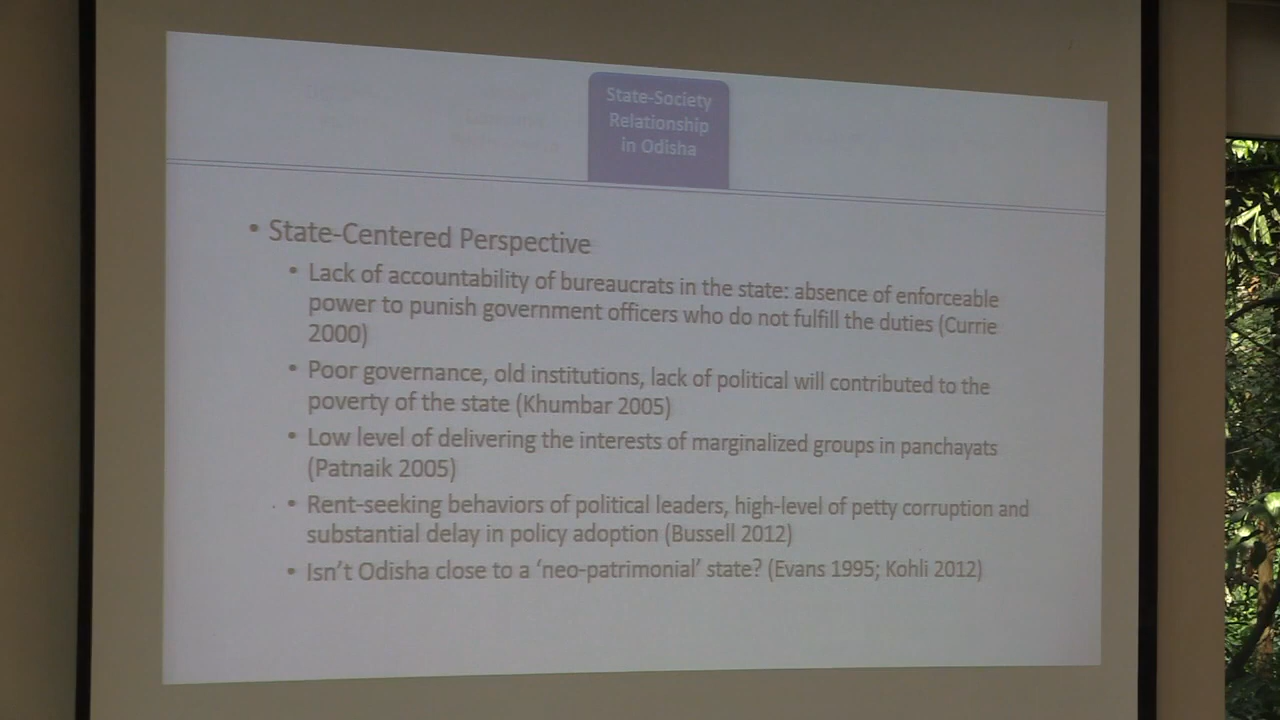 State-Society
Relationship
in Odisha
• State-Centered Perspective
• Lack of accountability of bureaucrats in the state: absence of enforceable
power to punish government officers who do not fulfill the duties (Currie
2000)
• Poor governance, old institutions, lack of political will contributed to the
poverty of the state (Khumbar 2005)
• Low level of delivering the interests of marginalized groups in panchayats
(Patnaik 2005)
• Rent-seeking behaviors of political leaders, high-level of petty corruption and
substantial delay in policy adoption (Bussell 2012)
• Isn't Odisha close to a 'neo-patrimonial' state? (Evans 1995; Kohli 2012)